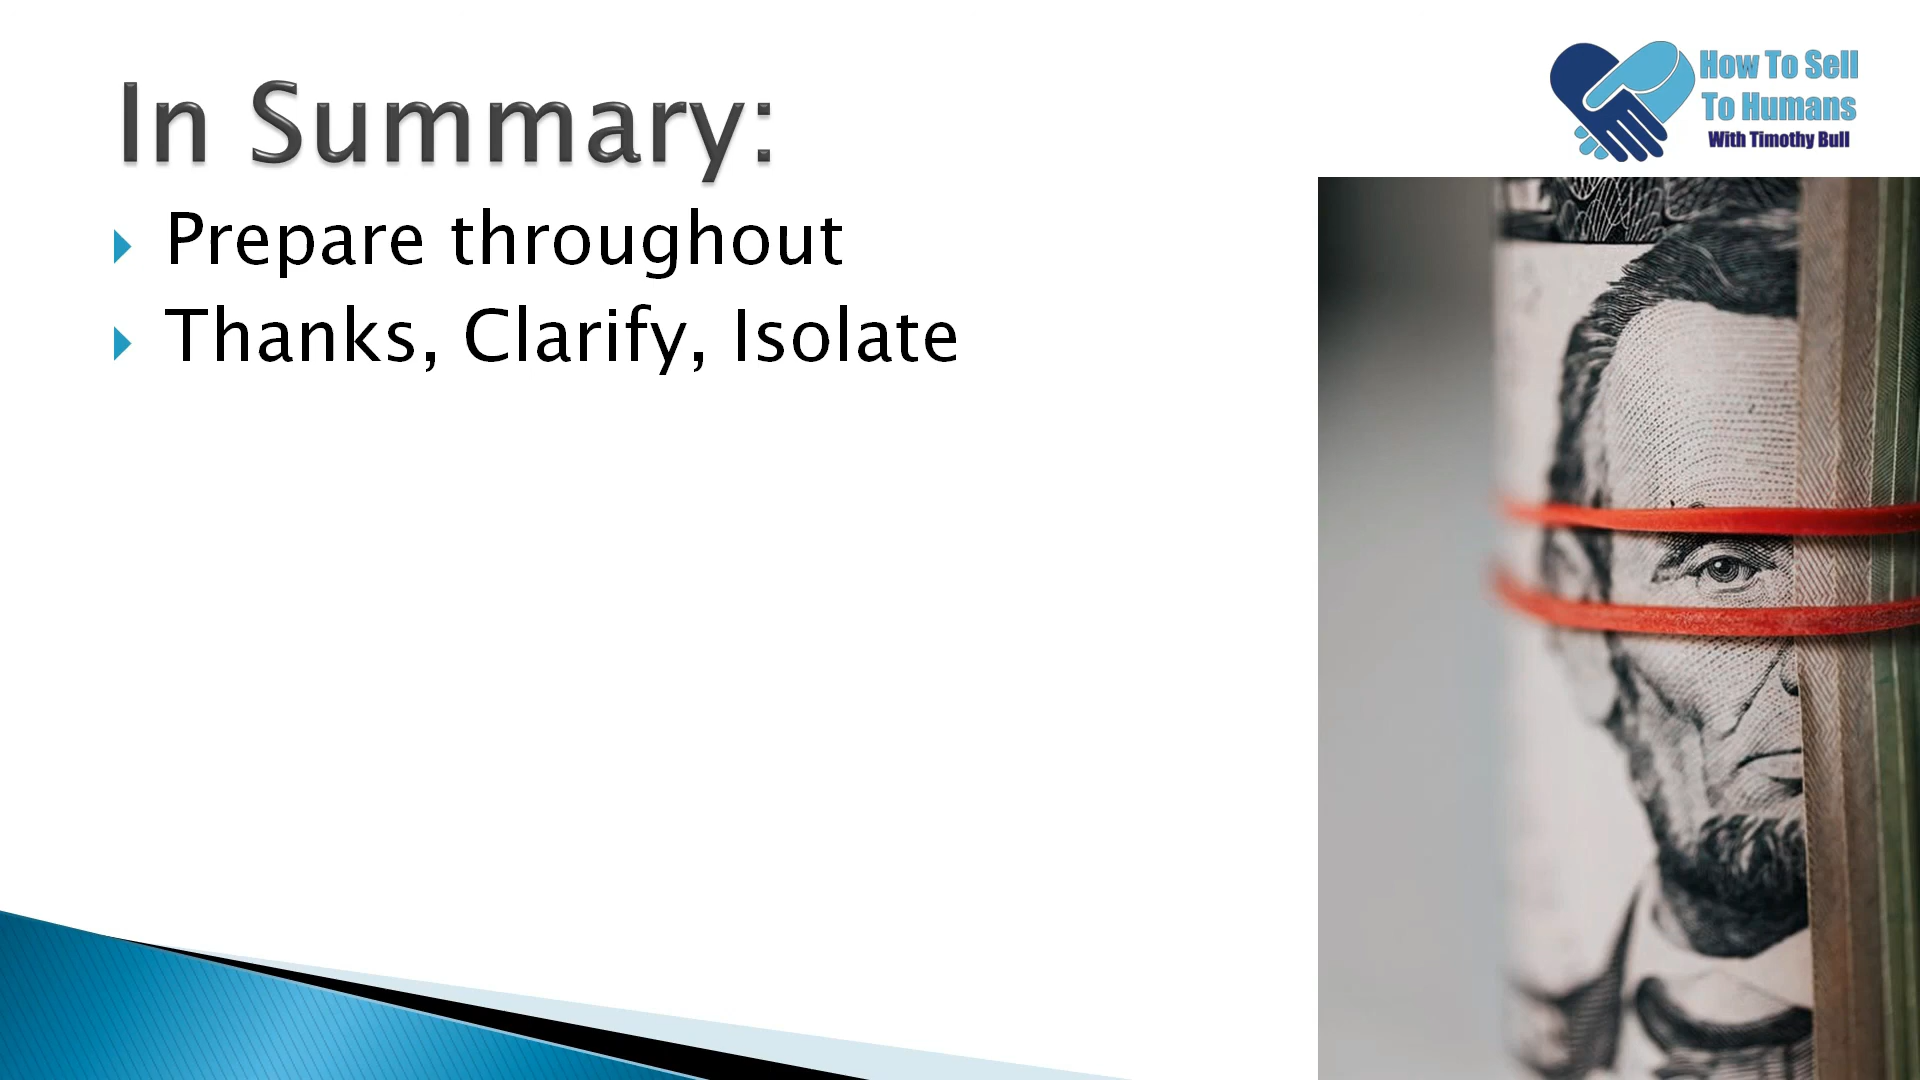 In Summary:
Prepare throughout
Thanks, Clarify, Isolate
How To Sell
To Humans
With Timothy Bull